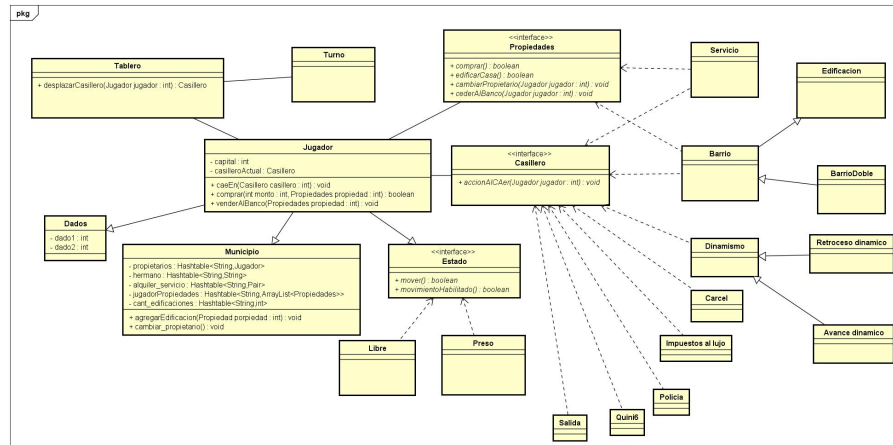 pkg
Tablero
+ desplazarCasillero(Jugador jugador : int) : Casillero
Turno
<<interface>>
Propiedades
+ comprar() : boolean
+ edificarCasa() : boolean
+ cambiarPropietario(Jugador jugador : int) : void
+ cederAlBanco(Jugador jugador : int) : void
Servicio
Edificacion
Jugador
- capital : int
- casilleroActual : Casillero
+ caeEn(Casillero casillero : int) : void
+ comprar(int monto : int, Propiedades propiedad : int) : boolean
+ venderAlBanco(Propiedades propiedad : int) : void
<<interface>>
Casillero
+ accionAlCAer(Jugador jugador : int) : void
Barrio
BarrioDoble
Dados
- dado1 : int
- dado2 : int
Municipio
- propietarios : Hashtable<String,Jugador>
- hermano : Hashtable<String,String>
- alquiler_servicio : Hashtable<String,Pair>
- jugadorPropiedades : Hashtable<String,ArrayList<Propiedades>>
- cant_edificaciones : Hashtable<String,int>
+ agregarEdificacion(Propiedad porpiedad : int) : void
+ cambiar_propietario() : void
<<interface>>
Estado
+ mover() : boolean
+ movimientoHabilitado() : boolean
Dinamismo
Retroceso dinamico
Carcel
Avance dinamico
Impuestos al lujo
Libre
Preso
Policia
Quini6
Salida